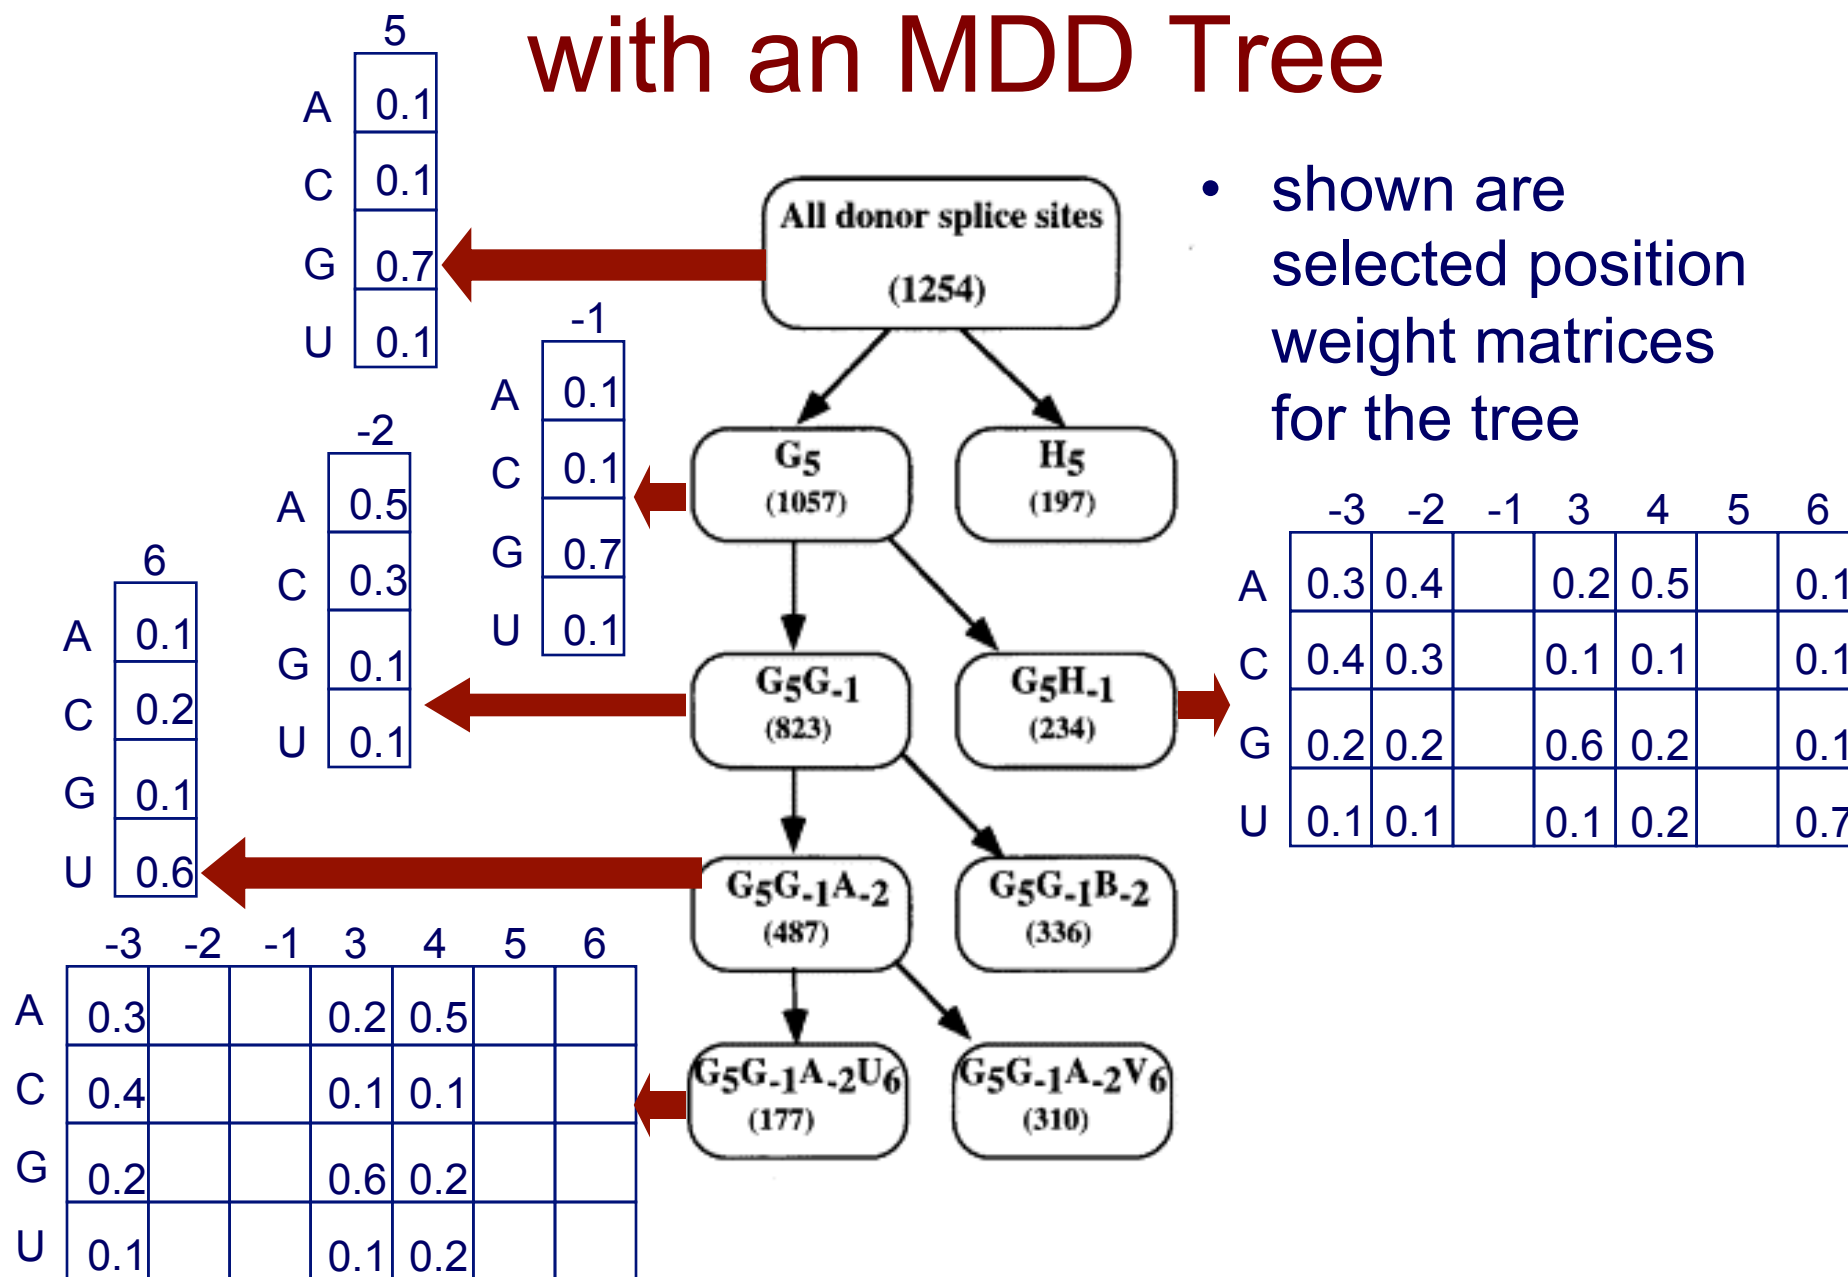 with an MDD Tree
5
A 0.1
C 0.1
G 0.7
U 0.1
All donor splice sites
(1254)
• shown are
selected position
weight matrices
for the tree
-1
A 0.1
C 0.1
G 0.7
U 0.1
G5
(1057)
H5
(197)
-2
A 0.5
C 0.3
G 0.1
U 0.1
-3 -2 -1 3 4 5 6
A 0.3 0.4 0.2 0.5 0.1
C 0.4 0.3 0.1 0.1 0.1
G 0.2 0.2 0.6 0.2 0.1
U 0.1 0.1 0.1 0.2 0.7
6
A 0.1
C 0.2
G 0.1
U 0.6
G5G-1
(823)
G5H-1
(234)
G5G-1A-2
(487)
G5G-1B-2
(336)
-3 -2 -1 3 4 5 6
A 0.3 0.2 0.5
C 0.4 0.1 0.1
G 0.2 0.6 0.2
U 0.1 0.1 0.2
G5G-1A-2U6
(177)
G5G-1A-2V6
(310)